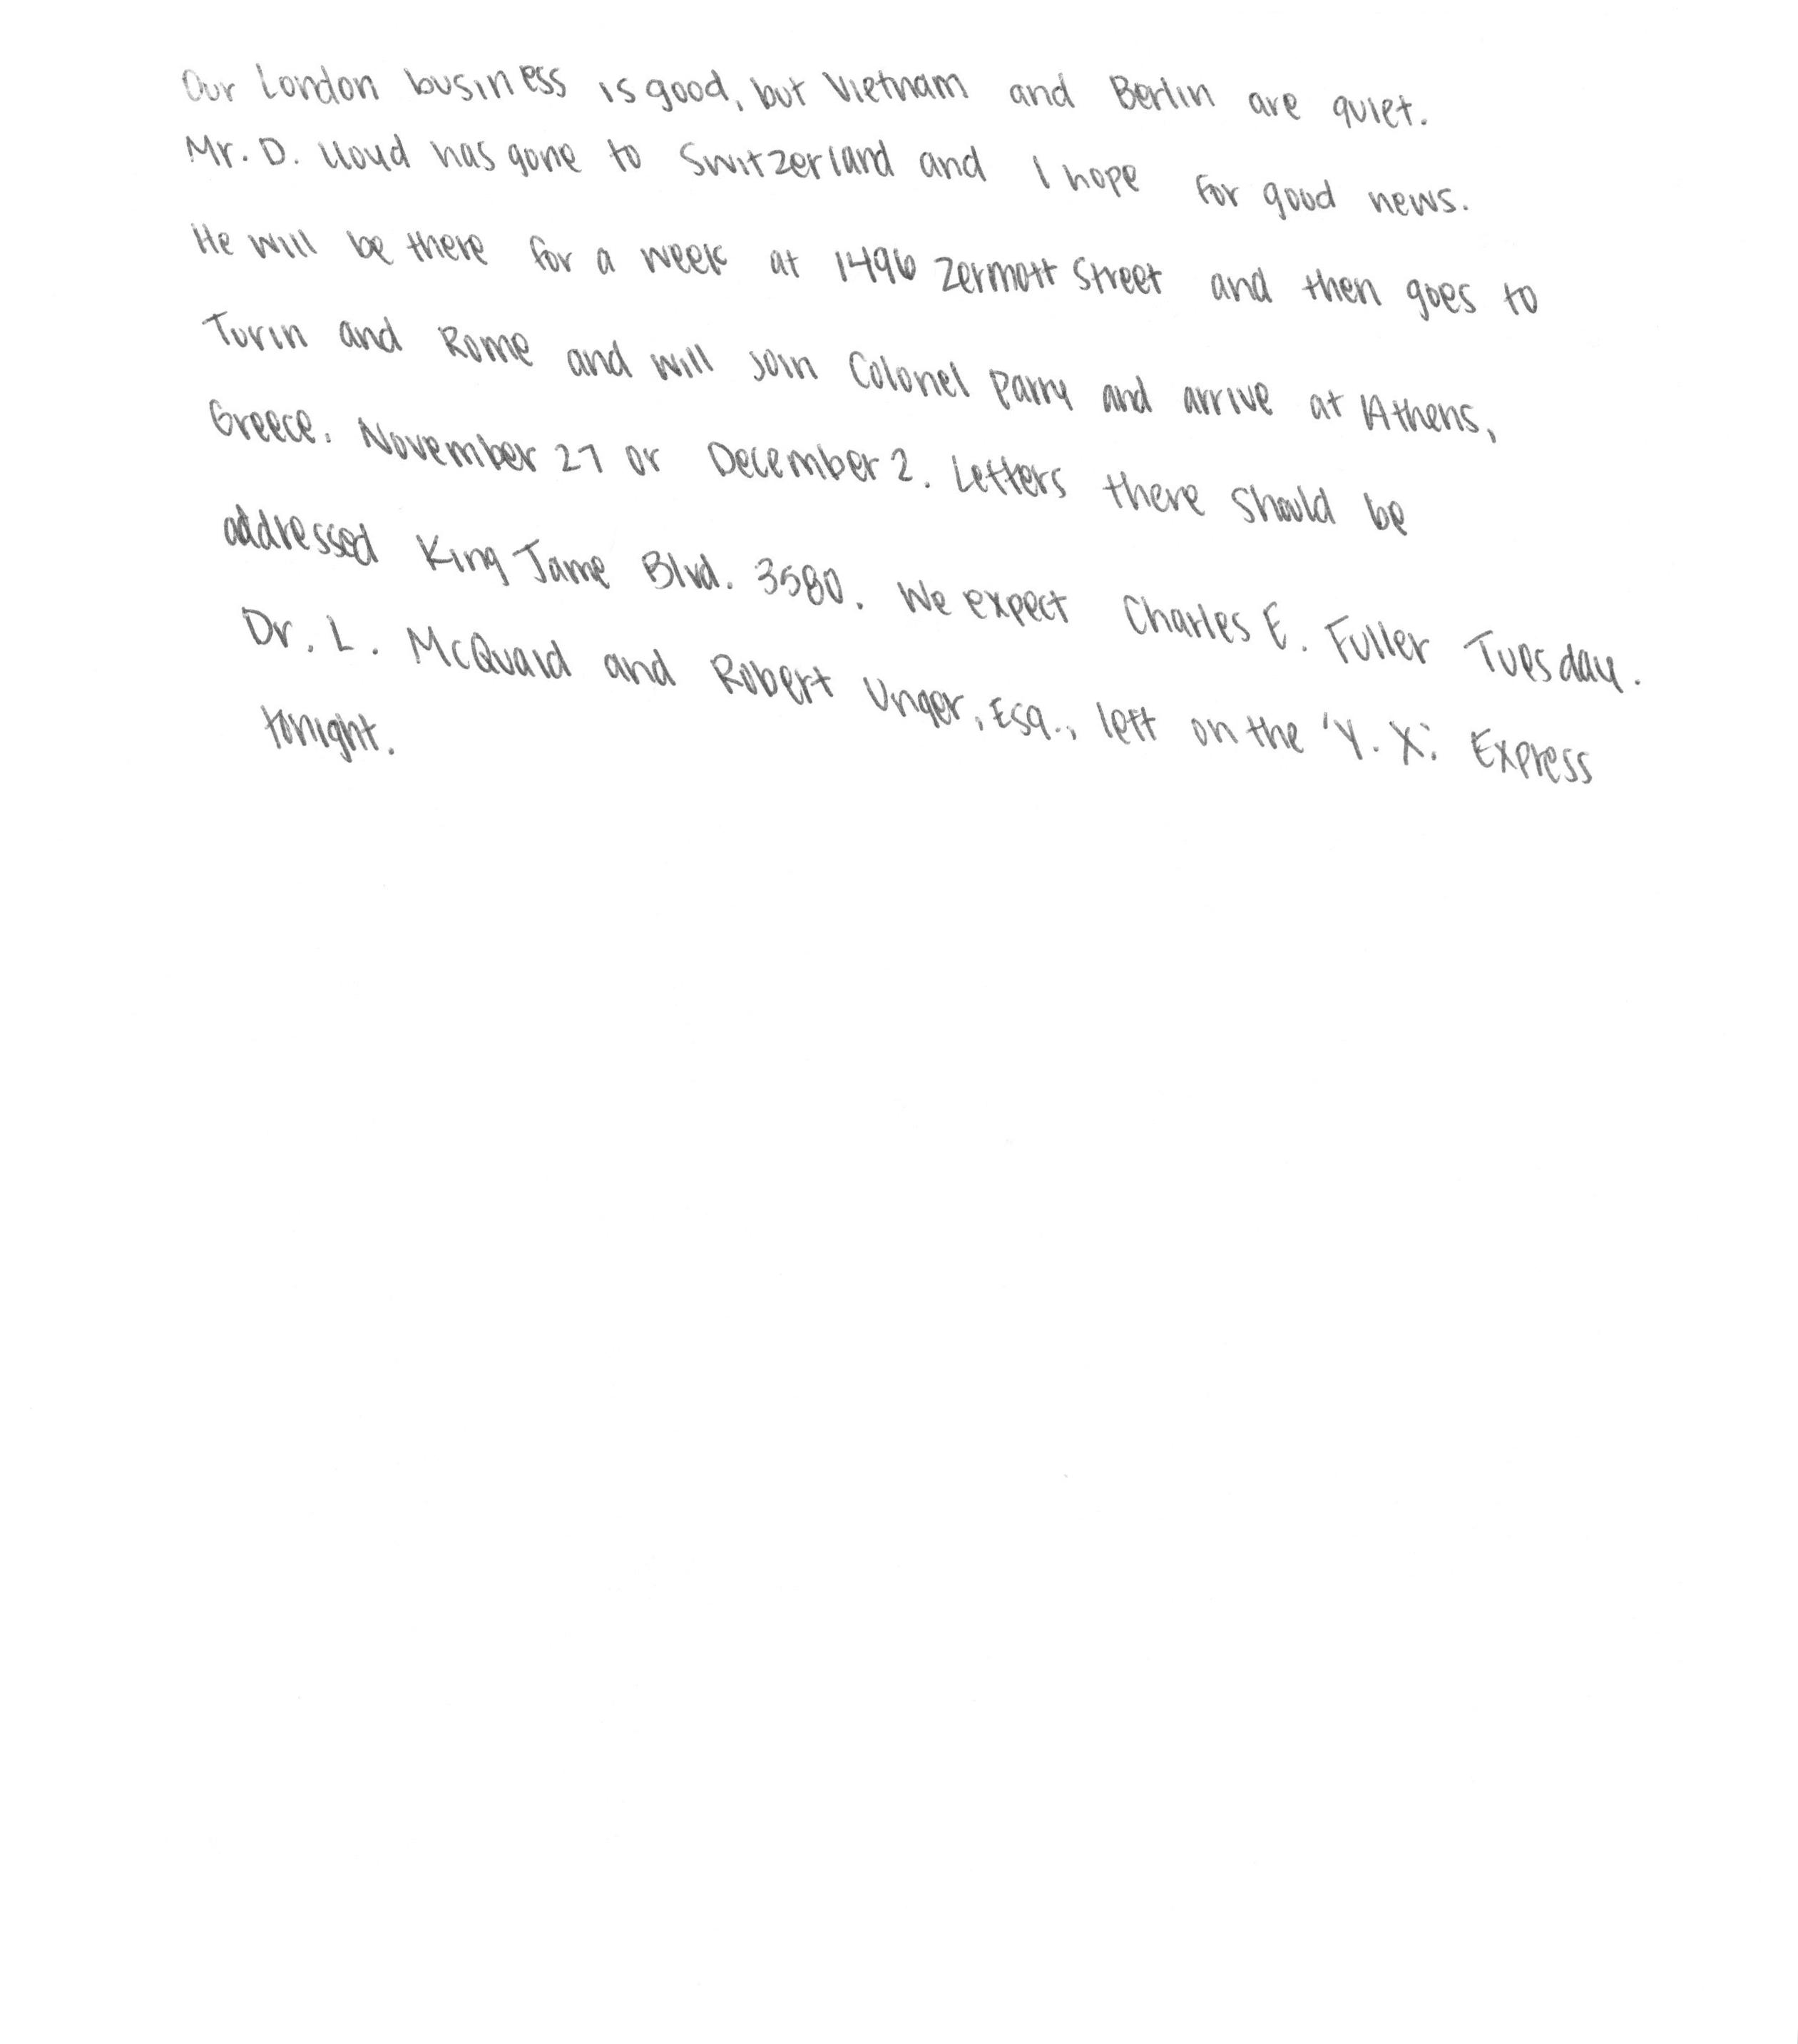 Our London business is good, but Vietnam and Berlin are quiet.
Mr. D. Lloyd has gone to Switzerland and I hope for good news.
He will be there for a week at 1496 Zermott Street and then goes to
Turin and Rome and will join Colonel Parry and arrive at Athens,
Greece. November 27 or December 2. Letters there should be
addressed King Jame Blvd. 3580. We expect Charles E. Fuller Tuesday.
Dr. L. McQuaid and Robert Unger, Esq., left on the 'Y. X.' Express
tonight.